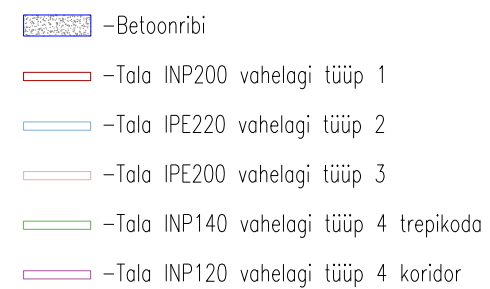 -Betoonribi
-Tala INP200 vahelagi tüüp 1
-Tala IPE220 vahelagi tüüp 2
-Tala IPE200 vahelagi tüüp 3
-Tala INP140 vahelagi tüüp 4 trepikoda
-Tala INP120 vahelagi tüüp 4 koridor